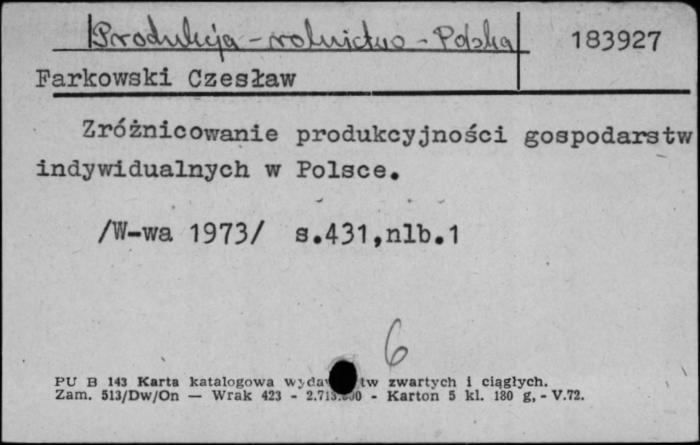 Produkcja - rolnictwo - Polska 183927
Farkowski Czesław
Zróżnicowanie produkcyjności gospodarstw
indywidualnych w Polsce.
/W-wa 1973/ s.431,nlb.1
6
PU B 143 Karta katalogowa zwartych i ciągłych.
Zam. 513/Dw/On — Wrak 423 - - Karton 5 kl. 180 g, - V.72.